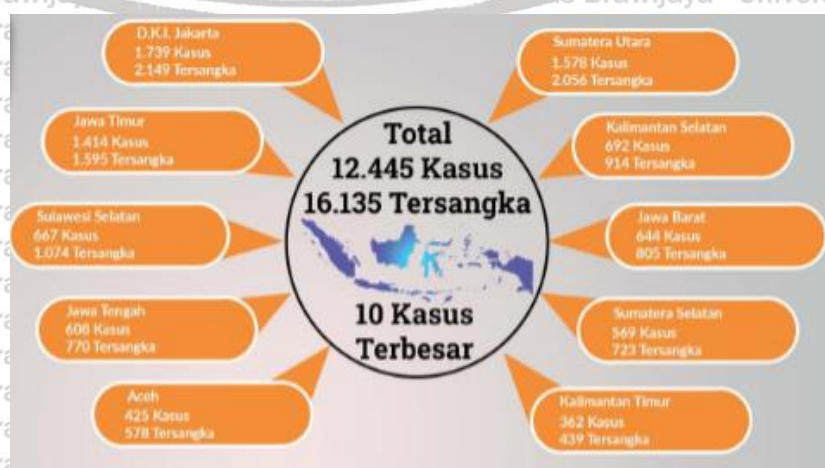 D.K.I. Jakarta
1.739 Kasus
2.149 Tersangka
Sumatera Utara
1.578 Kasus
2.056 Tersangka
Jawa Timur
1.414 Kasus
1.595 Tersangka
Kalimantan Selatan
692 Kasus
914 Tersangka
Total
12.445 Kasus
16.135 Tersangka
10 Kasus
Terbesar
Sulawesi Selatan
667 Kasus
1.074 Tersangka
Jawa Barat
644 Kasus
805 Tersangka
Jawa Tengah
608 Kasus
770 Tersangka
Sumatera Selatan
569 Kasus
723 Tersangka
Aceh
425 Kasus
578 Tersangka
Kalimantan Timur
362 Kasus
439 Tersangka